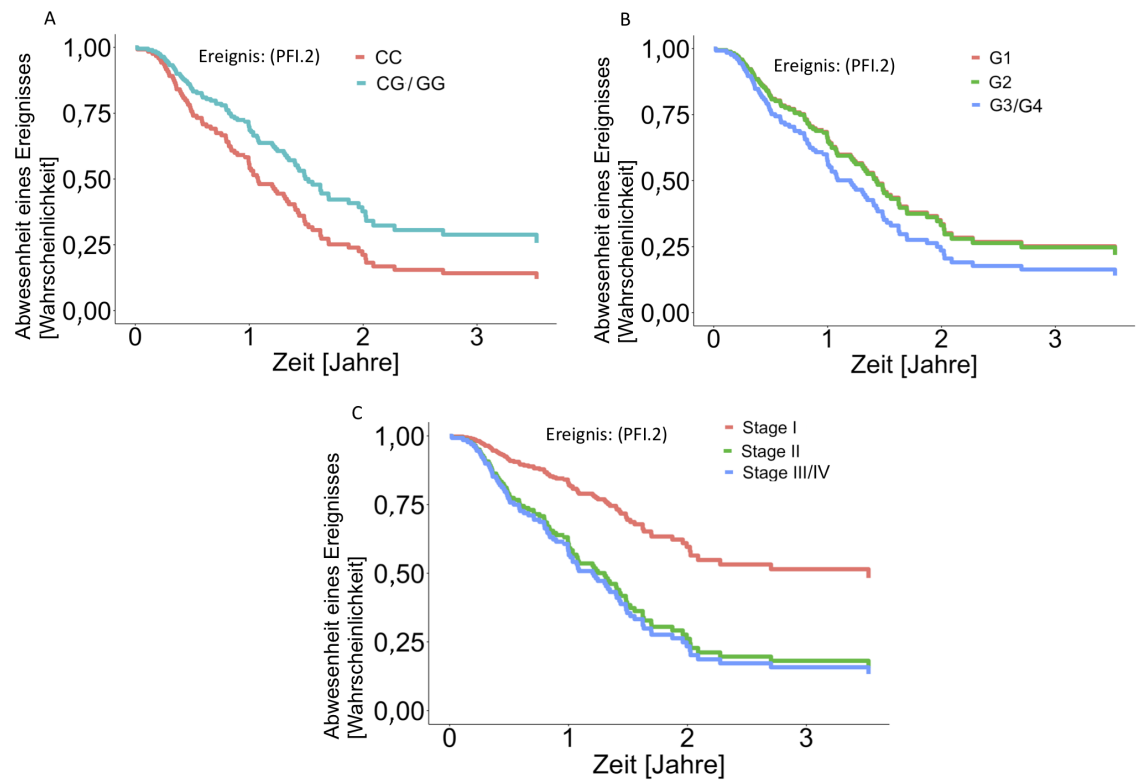 A
Abwesenheit eines Ereignisses
[Wahrscheinlichkeit]
1,00
0,75
0,50
0,25
0,00
Ereignis: (PFI.2)
CC
CG/GG
0 1 2 3
Zeit [Jahre]
B
Abwesenheit eines Ereignisses
[Wahrscheinlichkeit]
1,00
0,75
0,50
0,25
0,00
Ereignis: (PFI.2)
G1
G2
G3/G4
0 1 2 3
Zeit [Jahre]
C
Abwesenheit eines Ereignisses
[Wahrscheinlichkeit]
1,00
0,75
0,50
0,25
0,00
Ereignis: (PFI.2)
Stage I
Stage II
Stage III/IV
0 1 2 3
Zeit [Jahre]